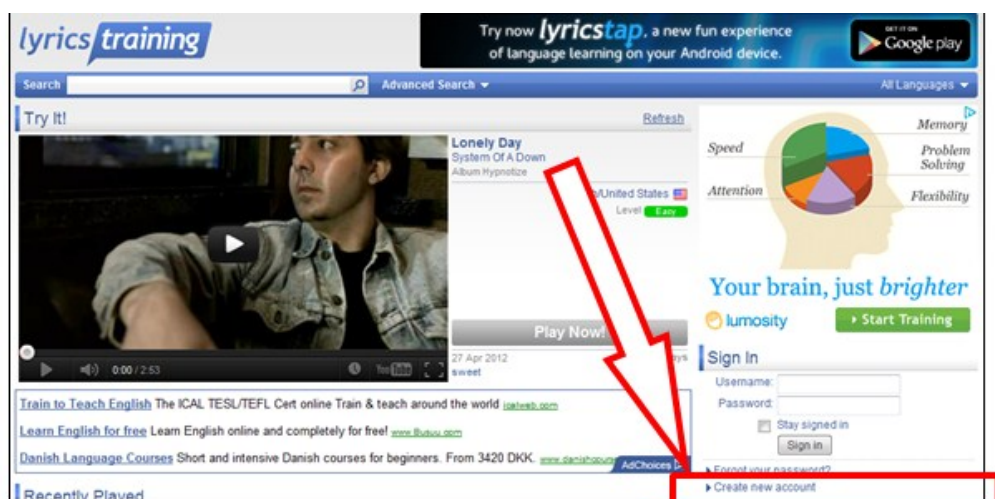 lyrics training
Try now lyricstap, a new fun experience
of language learning on your Android device.
GET IT ON
Google play
Search
Advanced Search
All Languages
Try It!
Refresh
Lonely Day
System Of A Down
Album Hypnotize
/United States
Level Easy
Play Now!
0:00 / 2:53
YouTube
27 Apr 2012
sweet
Train to Teach English The ICAL TESL/TEFL Cert online Train & teach around the world icalweb.com
Learn English for free Learn English online and completely for free! www.Busuu.com
Danish Language Courses Short and intensive Danish courses for beginners. From 3420 DKK.
AdChoices
Recently Played
Memory
Speed
Problem
Solving
Attention
Flexibility
Your brain, just brighter
lumosity
Start Training
Sign In
Username:
Password:
Stay signed in
Sign in
Forgot your password?
Create new account